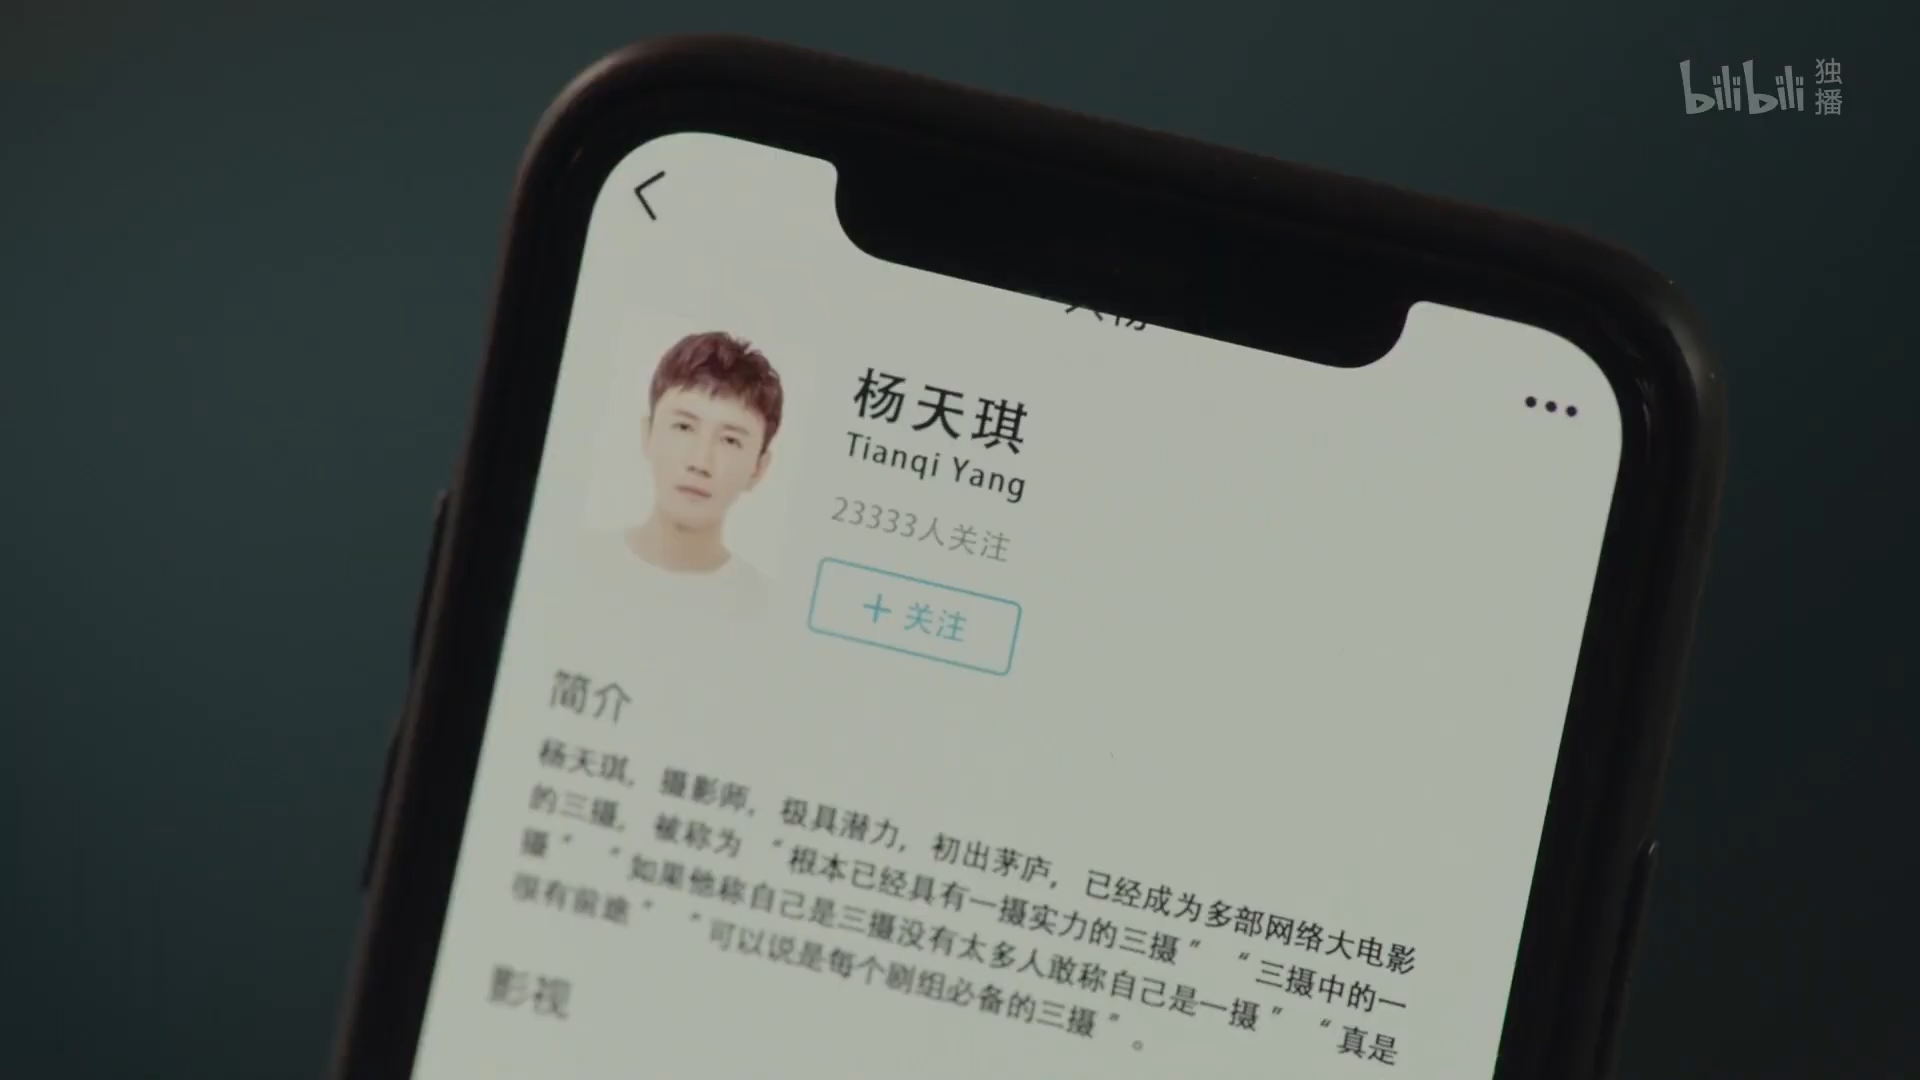 bilibili 独播
杨天琪
Tianqi Yang
23333人关注
+ 关注
简介
杨天琪，摄影师，极具潜力，初出茅庐，已经成为多部网络大电影
的三摄，被称为“根本已经具有一摄实力的三摄”“三摄中的一
摄”“如果他称自己是三摄没有太多人敢称自己是一摄”“真是
很有前途”“可以说是每个剧组必备的三摄”。
影视